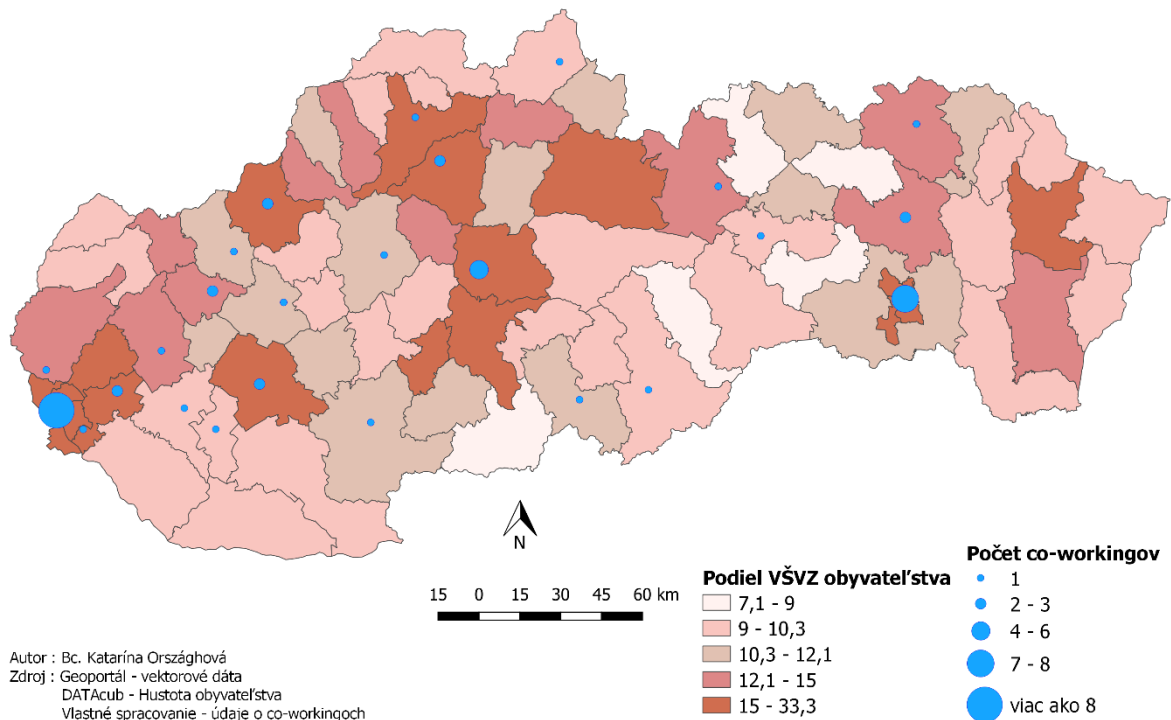 N
15 0 15 30 45 60 km
Podiel VŠVZ obyvateľstva
7,1 - 9
9 - 10,3
10,3 - 12,1
12,1 - 15
15 - 33,3
Počet co-workingov
1
2 - 3
4 - 6
7 - 8
viac ako 8
Autor : Bc. Katarína Országhová
Zdroj : Geoportál - vektorové dáta
DATAcub - Hustota obyvateľstva
Vlastné spracovanie - údaje o co-workingoch